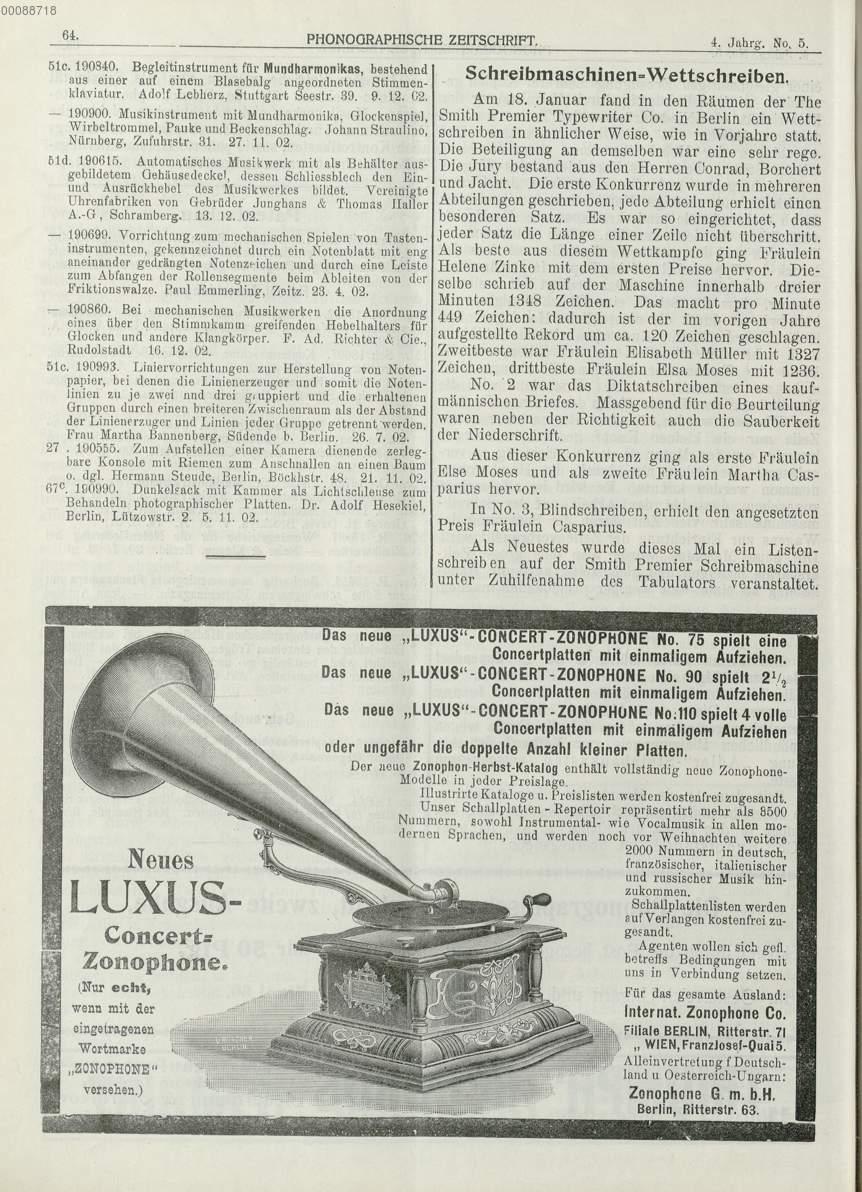 00088718
64.
PHONOGRAPHISCHE ZEITSCHRIFT.
4. Jahrg. No. 5.
51c. 190840. Begleitinstrument für Mundharmonikas, bestehend
aus einer auf einem Blasebalg angeordneten Stimmen-
klaviatur. Adolf Lebherz, Stuttgart Seestr. 39. 9. 12. 02.
— 190900. Musikinstrument mit Mundharmonika, Glockenspiel,
Wirbeltrommel, Pauke und Beckenschlag. Johann Straulino,
Nürnberg, Zufuhrstr. 31. 27. 11. 02.
51d. 190615. Automatisches Musikwerk mit als Behälter aus-
gebildetem Gehäusedeckel, dessen Schliessblech den Ein-
und Ausrückhebel des Musikwerkes bildet. Vereinigte
Uhrenfabriken von Gebrüder Junghans & Thomas Haller
A.-G, Schramberg. 13. 12. 02.
— 190699. Vorrichtung zum mechanischen Spielen von Tasten-
instrumenten, gekennzeichnet durch ein Notenblatt mit eng
aneinander gedrängten Notenzeichen und durch eine Leiste
zum Abfangen der Rollensegmente beim Ableiten von der
Friktionswalze. Paul Emmerling, Zeitz. 23. 4. 02.
— 190860. Bei mechanischen Musikwerken die Anordnung
eines über den Stimmkamm greifenden Hebelhalters für
Glocken und andere Klangkörper. F. Ad. Richter & Cie.,
Rudolstadt 16. 12. 02.
51c. 190993. Liniervorrichtungen zur Herstellung von Noten-
papier, bei denen die Linienerzeuger und somit die Noten-
linien zu je zwei und drei gruppiert und die erhaltenen
Gruppen durch einen breiteren Zwischenraum als der Abstand
der Linienerzeuger und Linien jeder Gruppe getrennt werden.
Frau Martha Bannenberg, Südende b. Berlin. 26. 7. 02.
27 . 190555. Zum Aufstellen einer Kamera dienende zerleg-
bare Konsole mit Riemen zum Anschnallen an einen Baum
o. dgl. Hermann Steude, Berlin, Böckhstr. 48. 21. 11. 02.
67c. 190990. Dunkelsack mit Kammer als Lichtschleuse zum
Behandeln photographischer Platten. Dr. Adolf Hesekiel,
Berlin, Lützowstr. 2. 5. 11. 02.
Schreibmaschinen-Wettschreiben.
Am 18. Januar fand in den Räumen der The
Smith Premier Typewriter Co. in Berlin ein Wett-
schreiben in ähnlicher Weise, wie in Vorjahre statt.
Die Beteiligung an demselben war eine sehr rege.
Die Jury bestand aus den Herren Conrad, Borchert
und Jacht. Die erste Konkurrenz wurde in mehreren
Abteilungen geschrieben, jede Abteilung erhielt einen
besonderen Satz. Es war so eingerichtet, dass
jeder Satz die Länge einer Zeile nicht überschritt.
Als beste aus diesem Wettkampfe ging Fräulein
Helene Zinke mit dem ersten Preise hervor. Die-
selbe schrieb auf der Maschine innerhalb dreier
Minuten 1348 Zeichen. Das macht pro Minute
449 Zeichen: dadurch ist der im vorigen Jahre
aufgestellte Rekord um ca. 120 Zeichen geschlagen.
Zweitbeste war Fräulein Elisabeth Müller mit 1327
Zeichen, drittbeste Fräulein Elsa Moses mit 1236.
No. 2 war das Diktatschreiben eines kauf-
männischen Briefes. Massgebend für die Beurteilung
waren neben der Richtigkeit auch die Sauberkeit
der Niederschrift.
Aus dieser Konkurrenz ging als erste Fräulein
Else Moses und als zweite Fräulein Martha Cas-
parius hervor.
In No. 3, Blindschreiben, erhielt den angesetzten
Preis Fräulein Casparius.
Als Neuestes wurde dieses Mal ein Listen-
schreiben auf der Smith Premier Schreibmaschine
unter Zuhilfenahme des Tabulators veranstaltet.
Das neue „LUXUS“-CONCERT-ZONOPHONE No. 75 spielt eine
Concertplatten mit einmaligem Aufziehen.
Das neue „LUXUS“-CONCERT-ZONOPHONE No. 90 spielt 2½
Concertplatten mit einmaligem Aufziehen.
Das neue „LUXUS“-CONCERT-ZONOPHONE No. 110 spielt 4 volle
Concertplatten mit einmaligem Aufziehen
oder ungefähr die doppelte Anzahl kleiner Platten.
Der neue Zonophon-Herbst-Katalog enthält vollständig neue Zonophone-
Modelle in jeder Preislage.
Illustrirte Kataloge u. Preislisten werden kostenfrei zugesandt.
Unser Schallplatten-Repertoir repräsentirt mehr als 8500
Nummern, sowohl Instrumental- wie Vocalmusik in allen mo-
dernen Sprachen, und werden noch vor Weihnachten weitere
2000 Nummern in deutsch,
französischer, italienischer
und russischer Musik hin-
zukommen.
Schallplattenlisten werden
auf Verlangen kostenfrei zu-
gesandt.
Agenten wollen sich gefl.
betreffs Bedingungen mit
uns in Verbindung setzen.
Für das gesamte Ausland:
Internat. Zonophone Co.
Filiale BERLIN, Ritterstr. 71
„ WIEN, FranzJosef-Quai 5.
Alleinvertretung f Deutsch-
land u Oesterreich-Ungarn:
Zonophone G. m. b. H.
Berlin, Ritterstr. 63.
Neues
LUXUS-
Concert-
Zonophone.
(Nur echt,
wenn mit der
eingetragenen
Wortmarke
„ZONOPHONE“
versehen.)